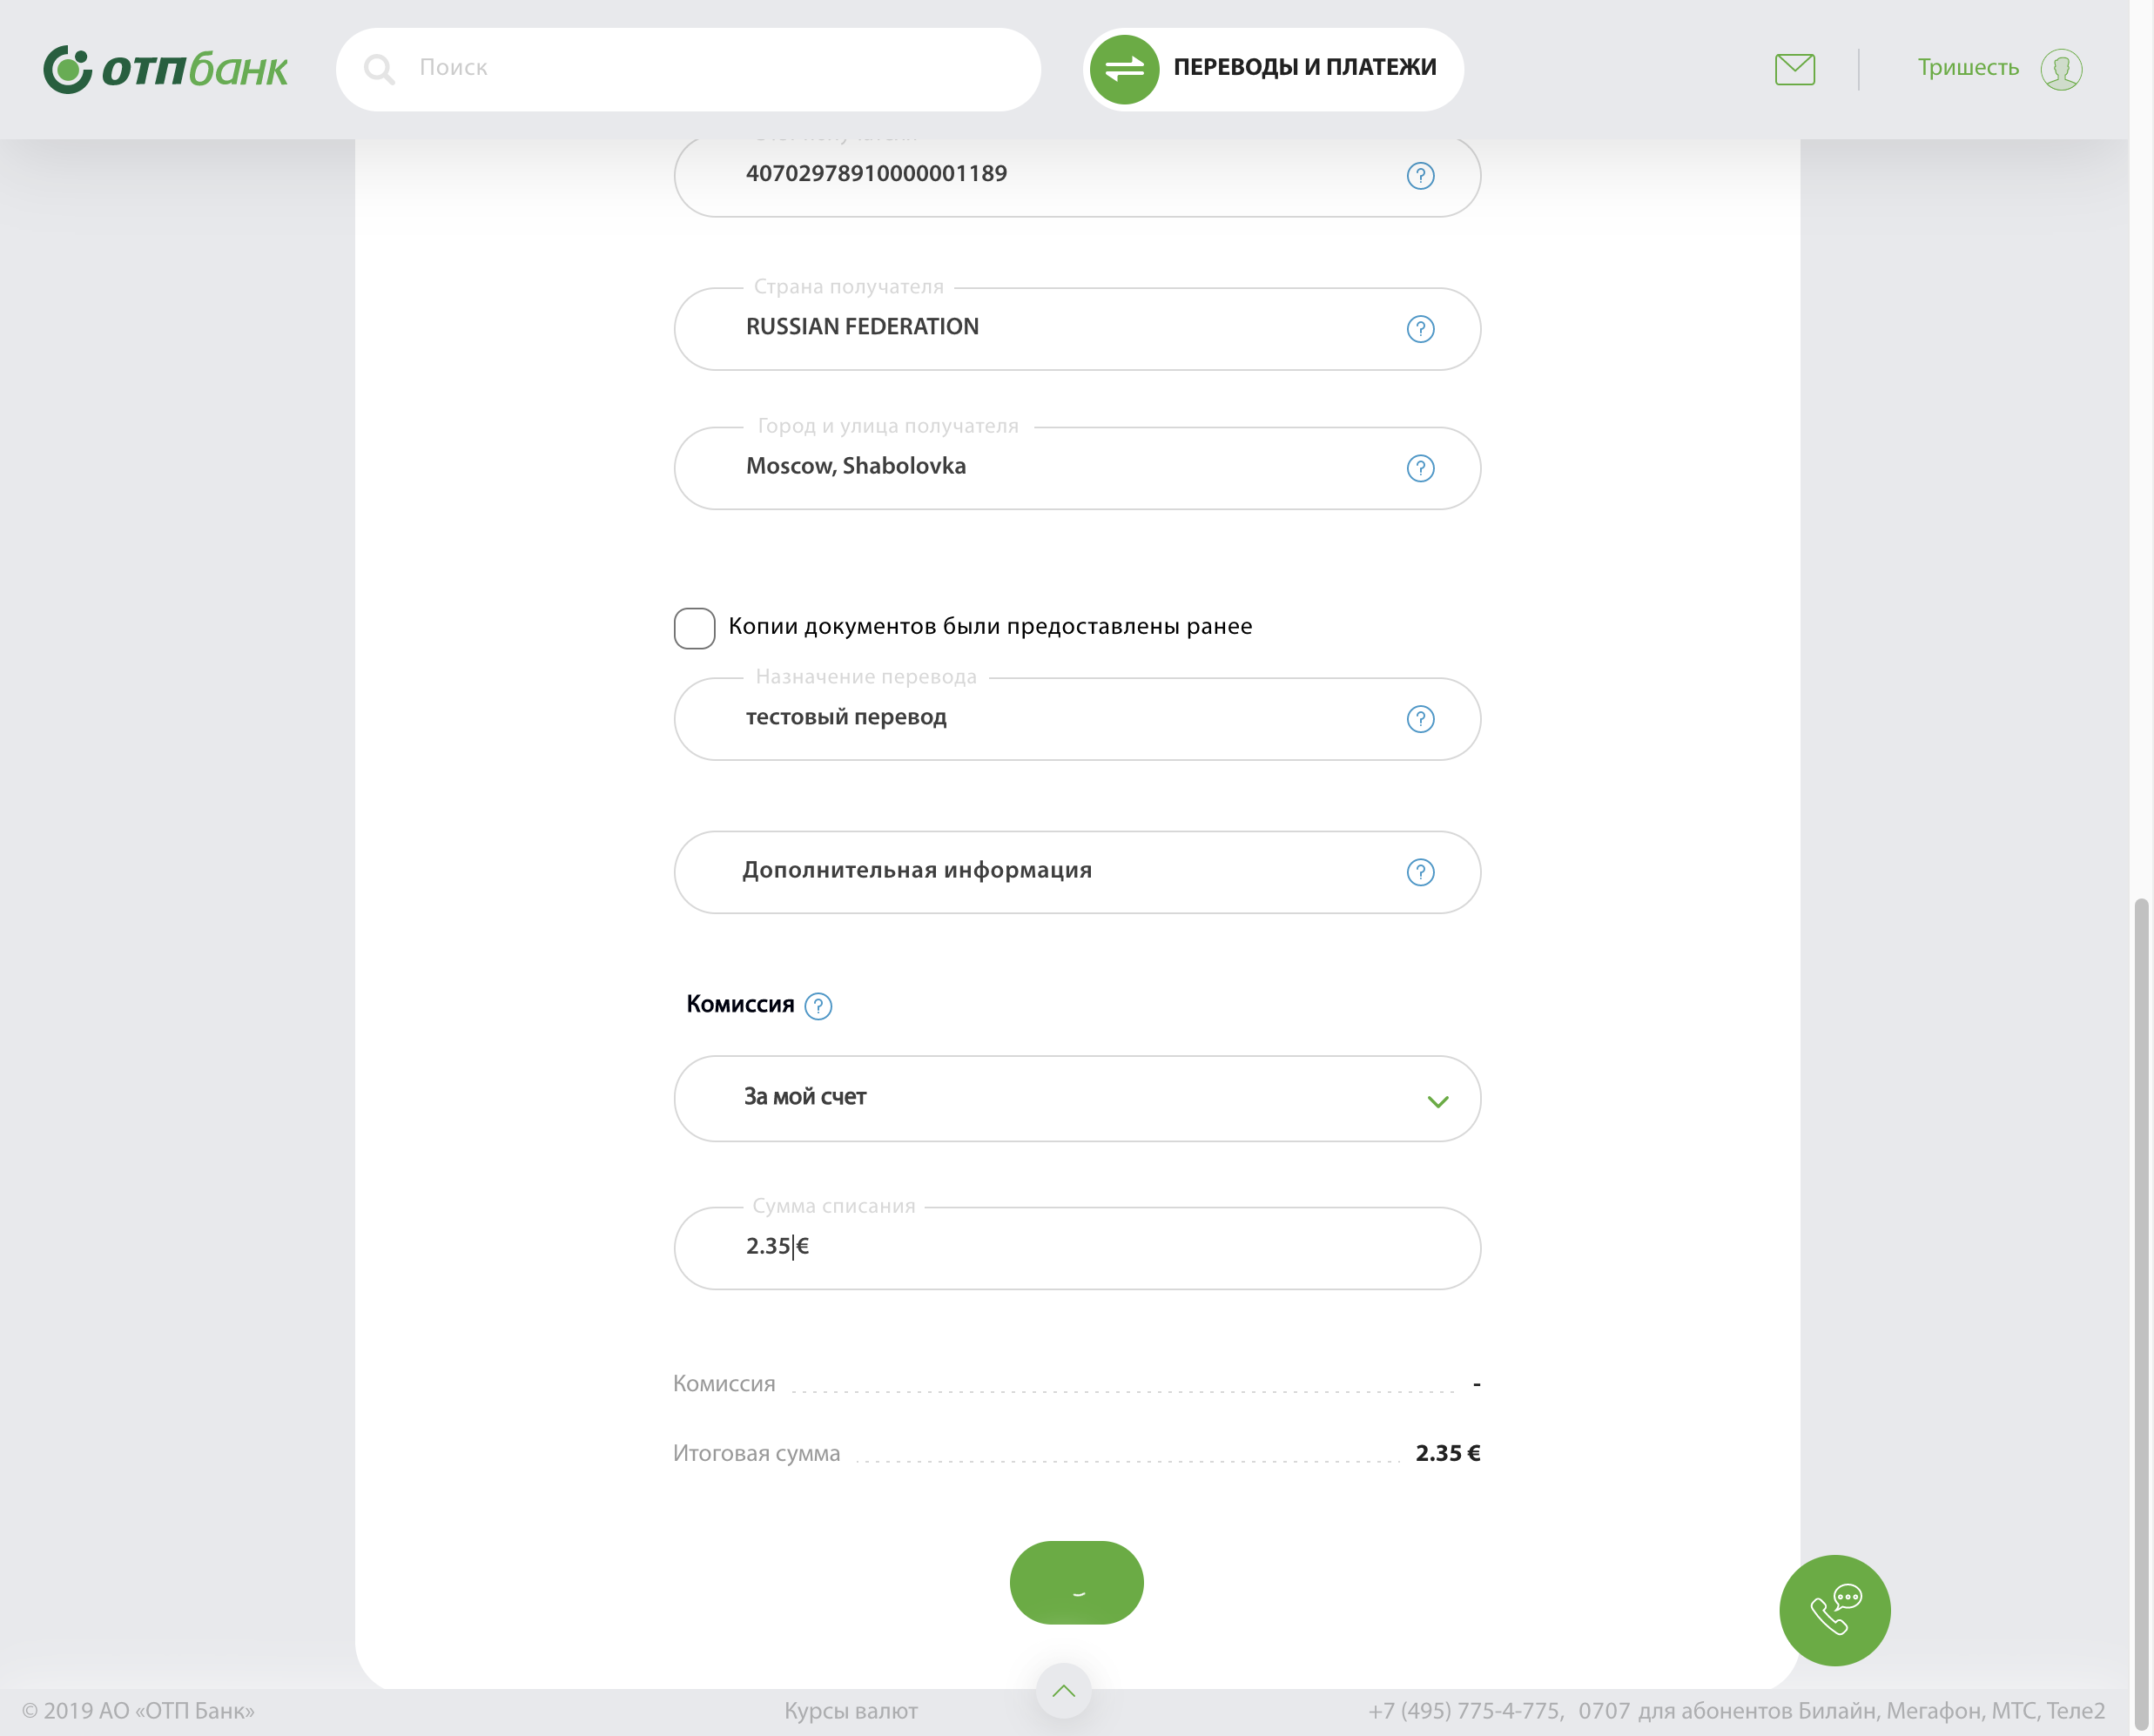 ОТПбанк
Поиск
ПЕРЕВОДЫ И ПЛАТЕЖИ
Тришесть
40702978910000001189
Страна получателя
RUSSIAN FEDERATION
Город и улица получателя
Moscow, Shabolovka
Копии документов были предоставлены ранее
Назначение перевода
тестовый перевод
Дополнительная информация
Комиссия
За мой счет
Сумма списания
2.35 €
Комиссия -
Итоговая сумма 2.35 €
© 2019 АО «ОТП Банк»
Курсы валют
+7 (495) 775-4-775, 0707 для абонентов Билайн, Мегафон, МТС, Теле2